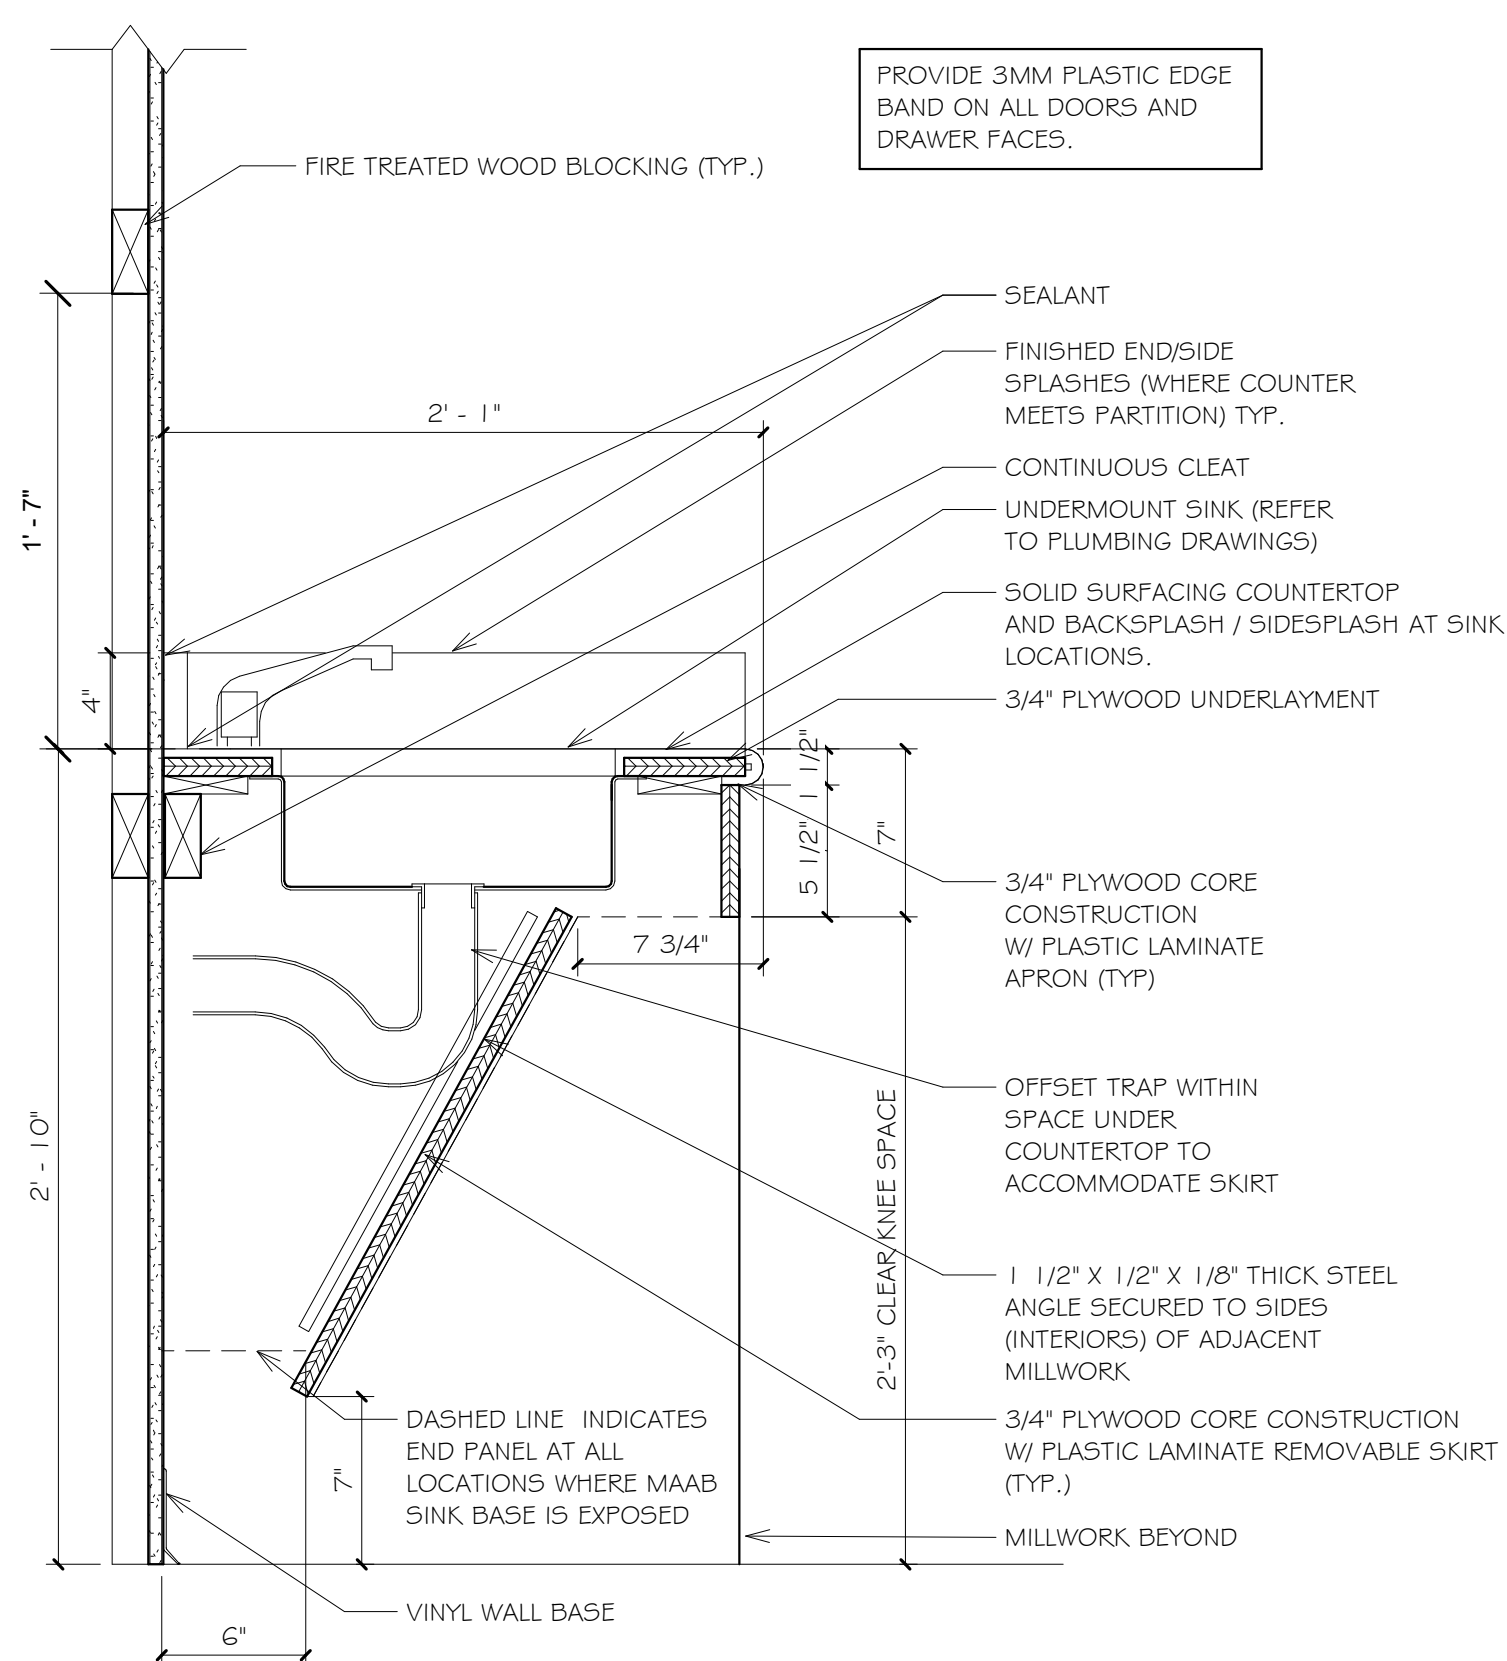 PROVIDE 3MM PLASTIC EDGE
BAND ON ALL DOORS AND
DRAWER FACES.
FIRE TREATED WOOD BLOCKING (TYP.)
SEALANT
FINISHED END/SIDE
SPLASHES (WHERE COUNTER
MEETS PARTITION) TYP.
2' - 1"
CONTINUOUS CLEAT
1' - 7"
UNDERMOUNT SINK (REFER
TO PLUMBING DRAWINGS)
SOLID SURFACING COUNTERTOP
AND BACKSPLASH / SIDESPLASH AT SINK
LOCATIONS.
4"
3/4" PLYWOOD UNDERLAYMENT
1 1/2"
5 1/2"
7"
3/4" PLYWOOD CORE
CONSTRUCTION
W/ PLASTIC LAMINATE
APRON (TYP)
7 3/4"
OFFSET TRAP WITHIN
SPACE UNDER
COUNTERTOP TO
ACCOMMODATE SKIRT
2' - 10"
2'-3" CLEAR KNEE SPACE
1 1/2" X 1/2" X 1/8" THICK STEEL
ANGLE SECURED TO SIDES
(INTERIORS) OF ADJACENT
MILLWORK
3/4" PLYWOOD CORE CONSTRUCTION
W/ PLASTIC LAMINATE REMOVABLE SKIRT
(TYP.)
DASHED LINE INDICATES
END PANEL AT ALL
LOCATIONS WHERE MAAB
SINK BASE IS EXPOSED
7"
MILLWORK BEYOND
VINYL WALL BASE
6"